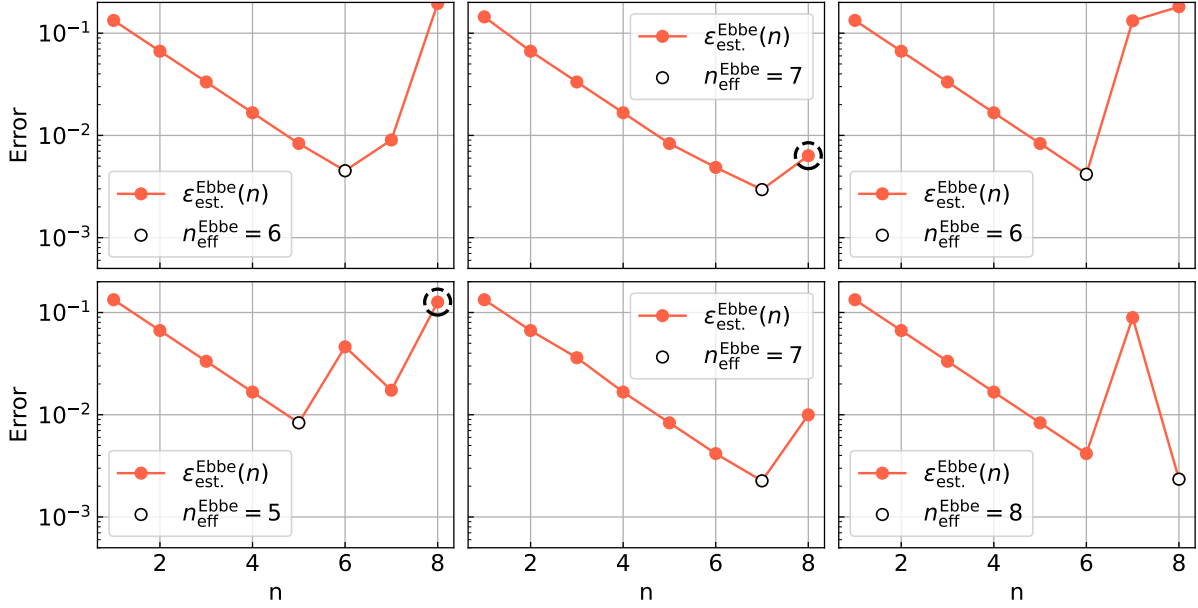 10⁻¹
10⁻²
10⁻³
Error
ε_est.^Ebbe(n)
n_eff^Ebbe = 6
ε_est.^Ebbe(n)
n_eff^Ebbe = 7
ε_est.^Ebbe(n)
n_eff^Ebbe = 6
10⁻¹
10⁻²
10⁻³
Error
ε_est.^Ebbe(n)
n_eff^Ebbe = 5
2 4 6 8
n
ε_est.^Ebbe(n)
n_eff^Ebbe = 7
2 4 6 8
n
ε_est.^Ebbe(n)
n_eff^Ebbe = 8
2 4 6 8
n